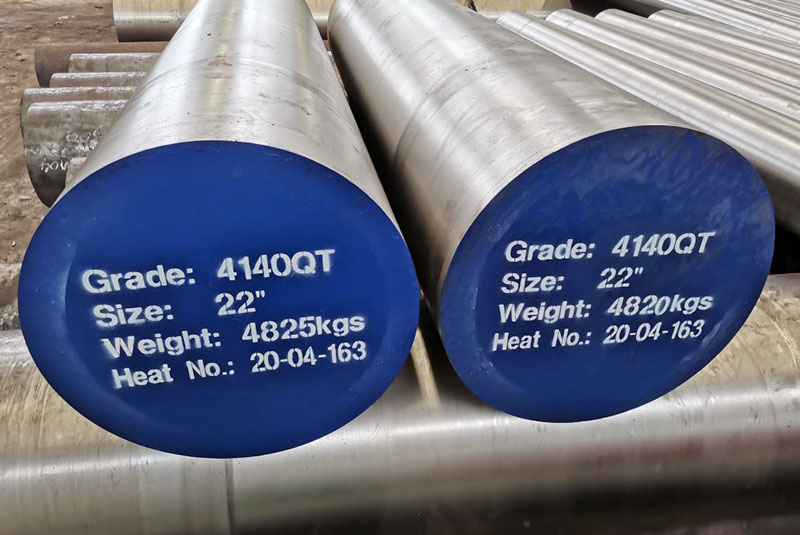 Grade: 4140QT
Size: 22"
Weight: 4825kgs
Heat No.: 20-04-163
Grade: 4140QT
Size: 22"
Weight: 4820kgs
Heat No.: 20-04-163